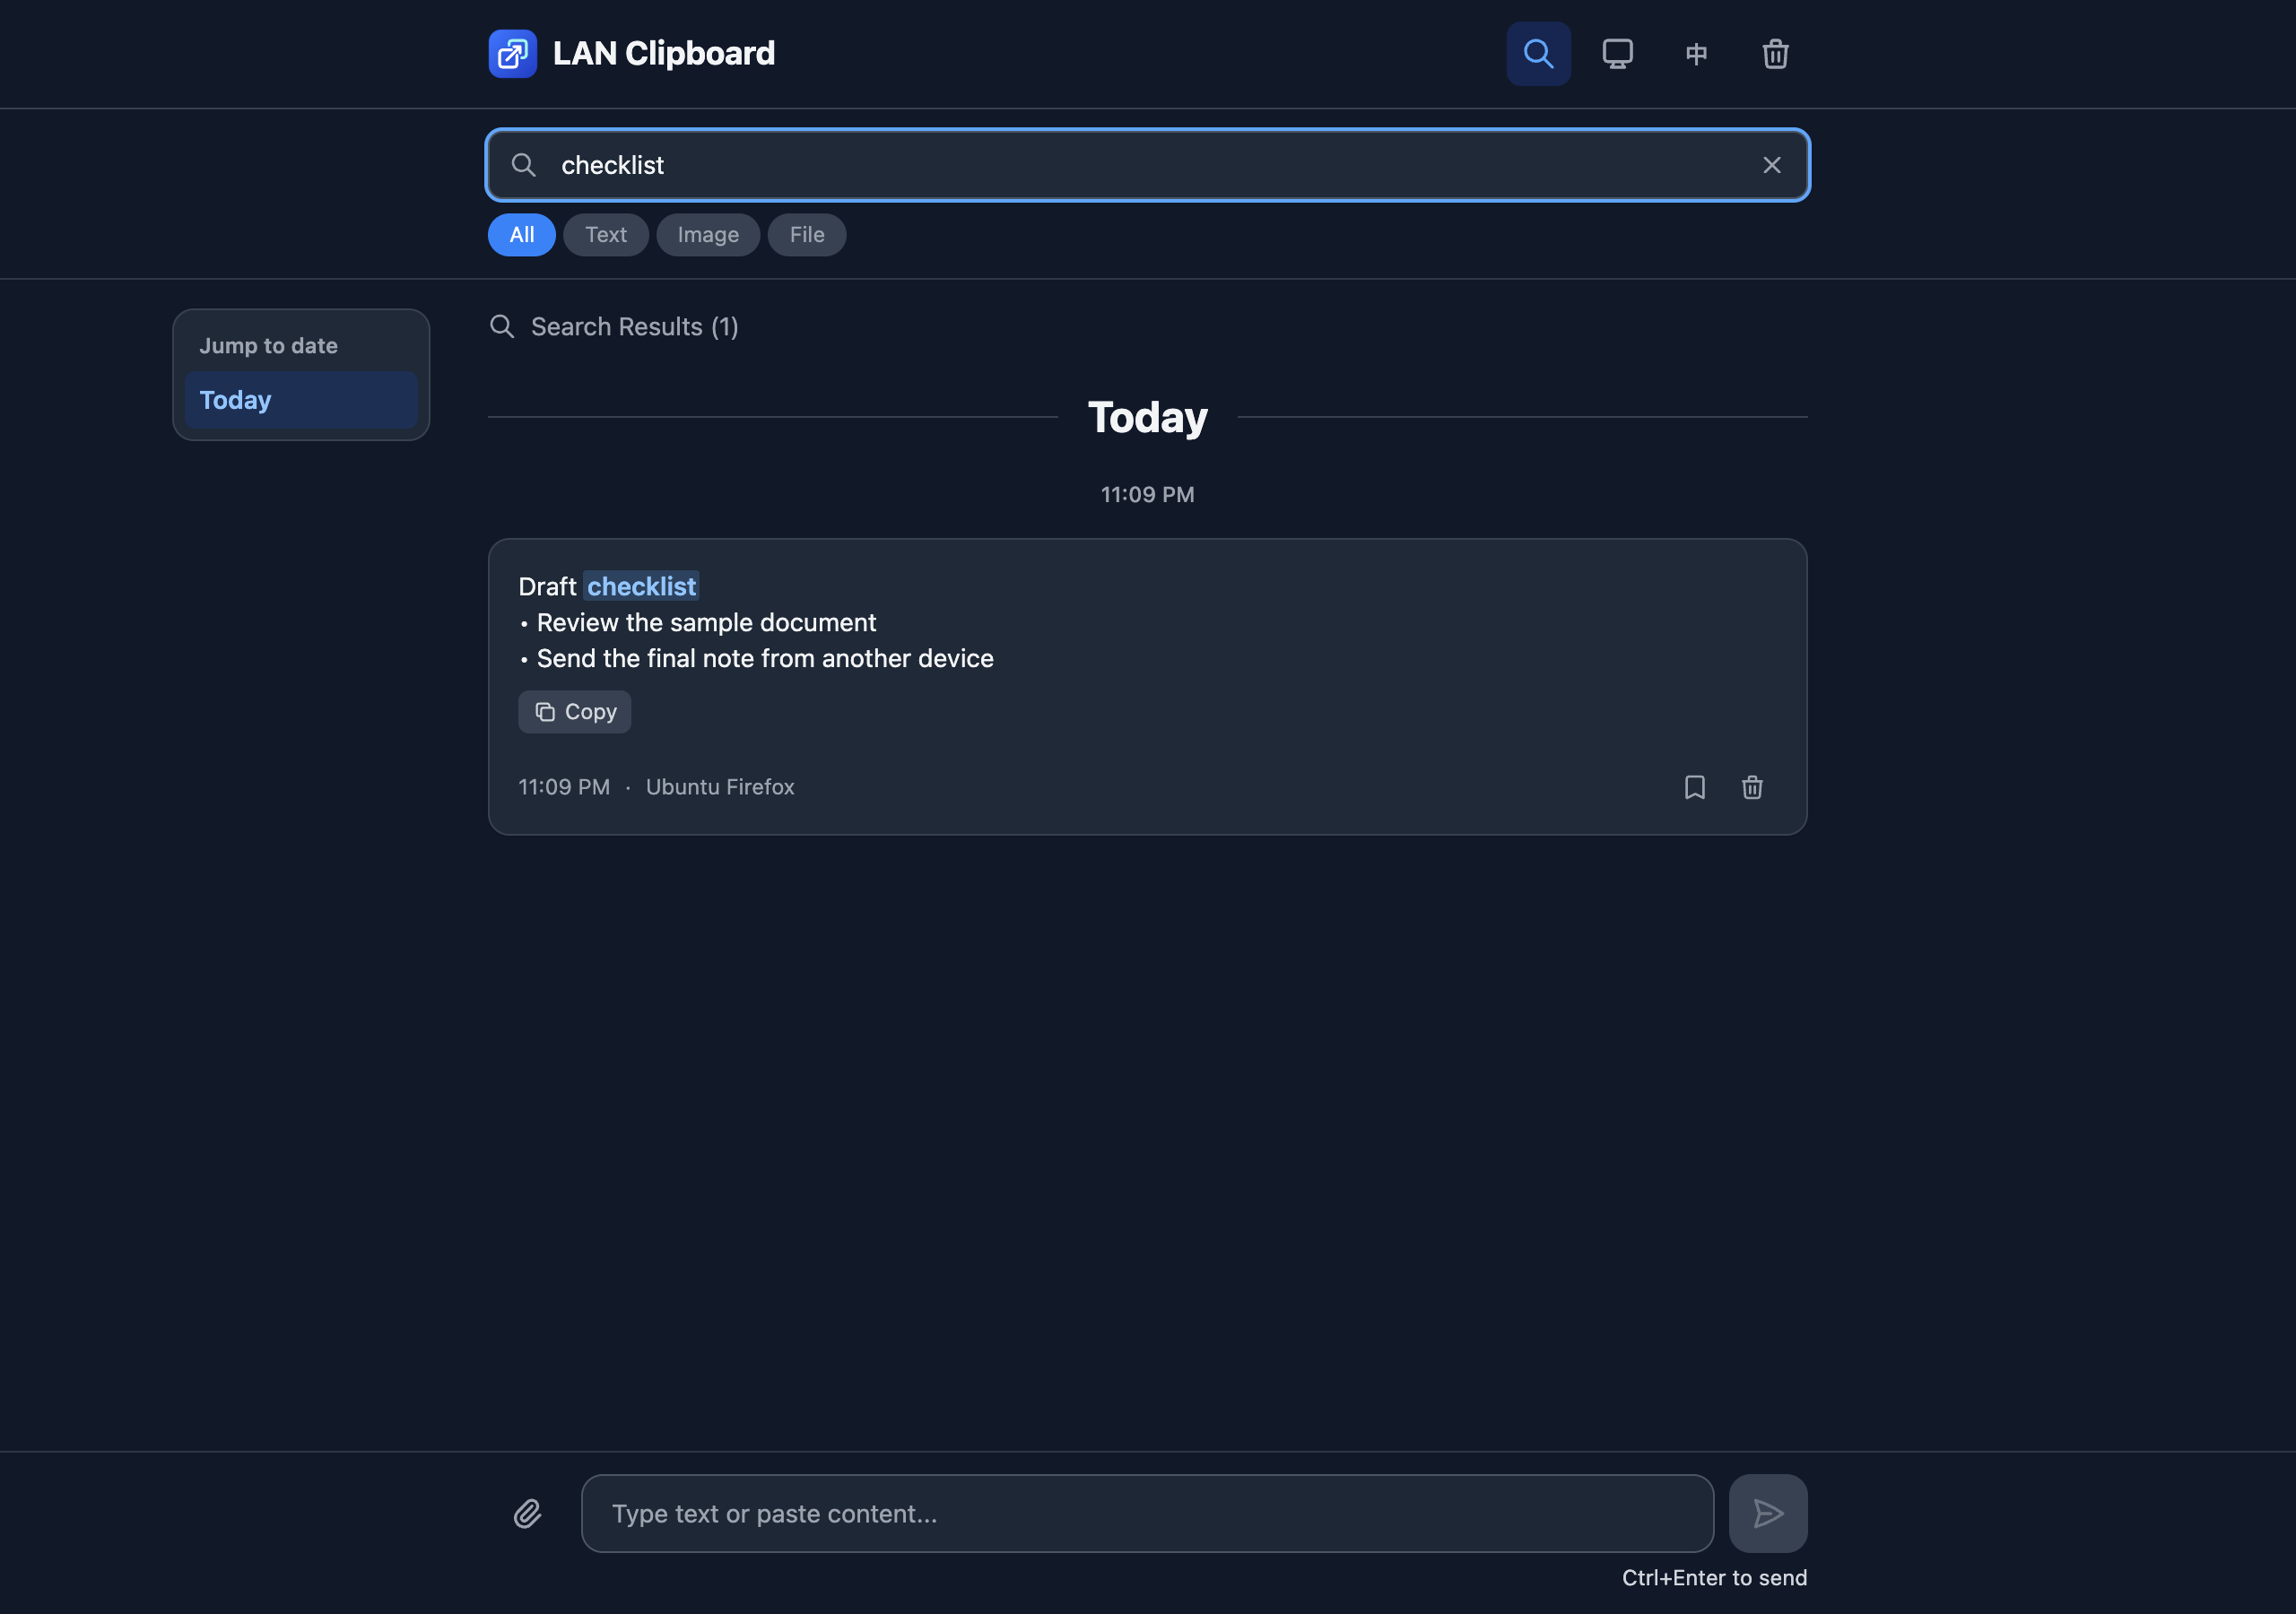 LAN Clipboard
中
checklist
All
Text
Image
File
Jump to date
Today
Search Results (1)
Today
11:09 PM
Draft checklist
• Review the sample document
• Send the final note from another device
Copy
11:09 PM · Ubuntu Firefox
Type text or paste content...
Ctrl+Enter to send